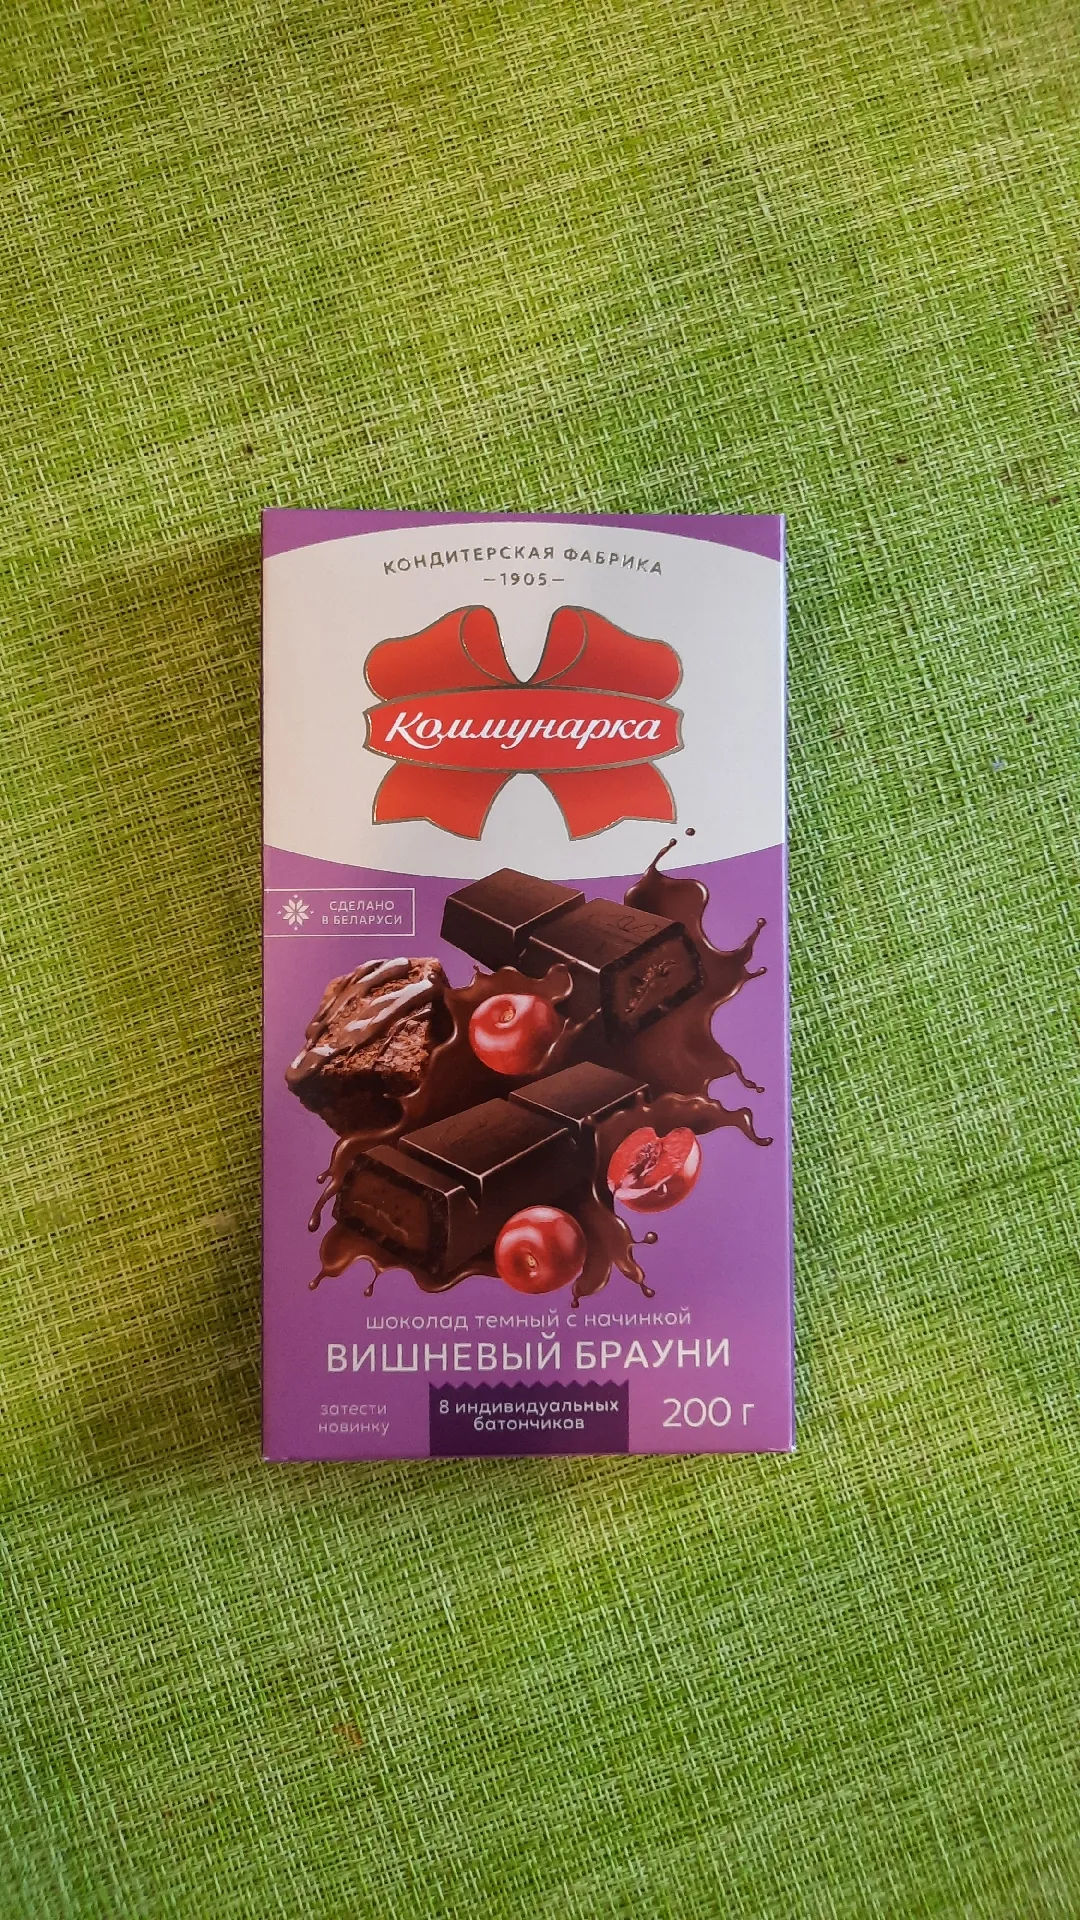 КОНДИТЕРСКАЯ ФАБРИКА
–1905–
Коммунарка
СДЕЛАНО
В БЕЛАРУСИ
шоколад темный с начинкой
ВИШНЕВЫЙ БРАУНИ
затести
новинку
8 индивидуальных
батончиков
200 г